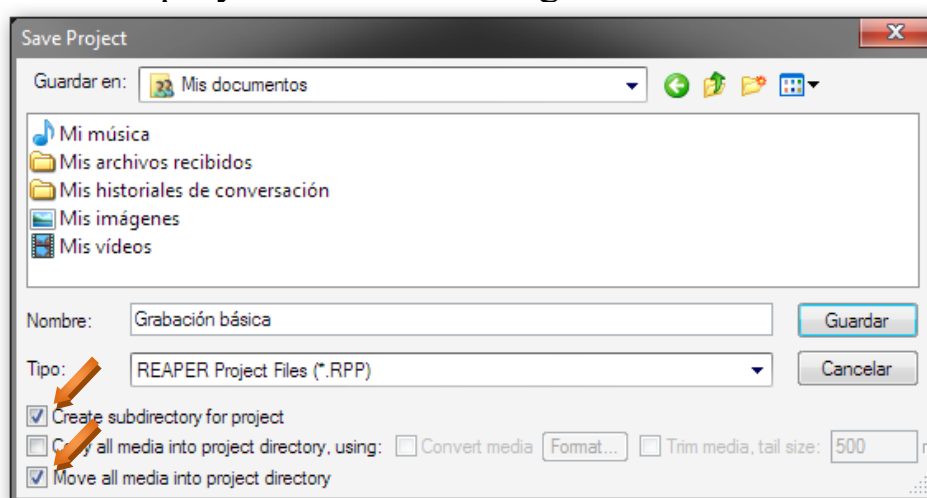 Save Project
Guardar en: Mis documentos
Mi música
Mis archivos recibidos
Mis historiales de conversación
Mis imágenes
Mis vídeos
Nombre: Grabación básica Guardar
Tipo: REAPER Project Files (*.RPP) Cancelar
Create subdirectory for project
Copy all media into project directory, using: Convert media Format... Trim media, tail size: 500
Move all media into project directory